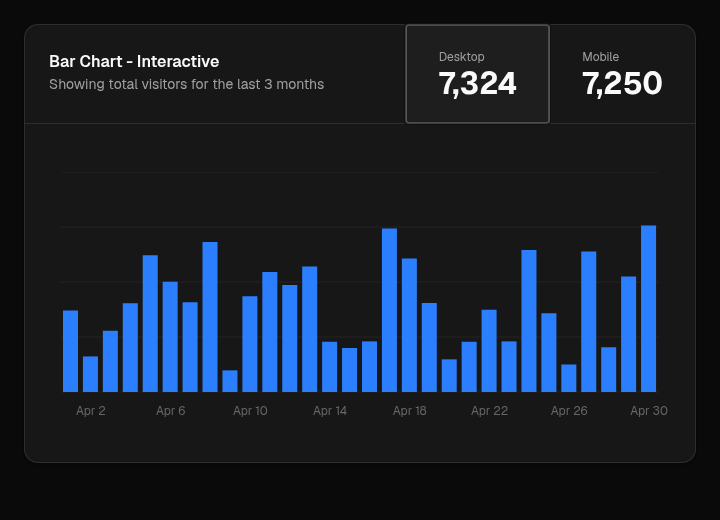 Bar Chart - Interactive
Showing total visitors for the last 3 months
Desktop
7,324
Mobile
7,250
Apr 2 Apr 6 Apr 10 Apr 14 Apr 18 Apr 22 Apr 26 Apr 30